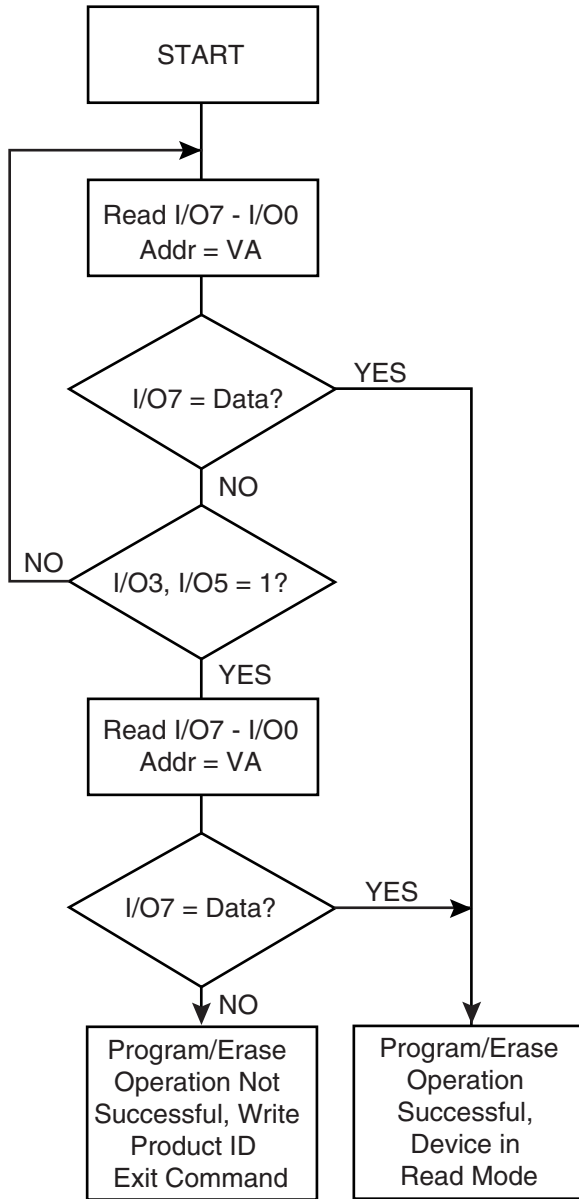 START
Read I/O7 - I/O0
Addr = VA
I/O7 = Data?
YES
NO
NO
I/O3, I/O5 = 1?
YES
Read I/O7 - I/O0
Addr = VA
I/O7 = Data?
YES
NO
Program/Erase
Operation Not
Successful, Write
Product ID
Exit Command
Program/Erase
Operation
Successful,
Device in
Read Mode